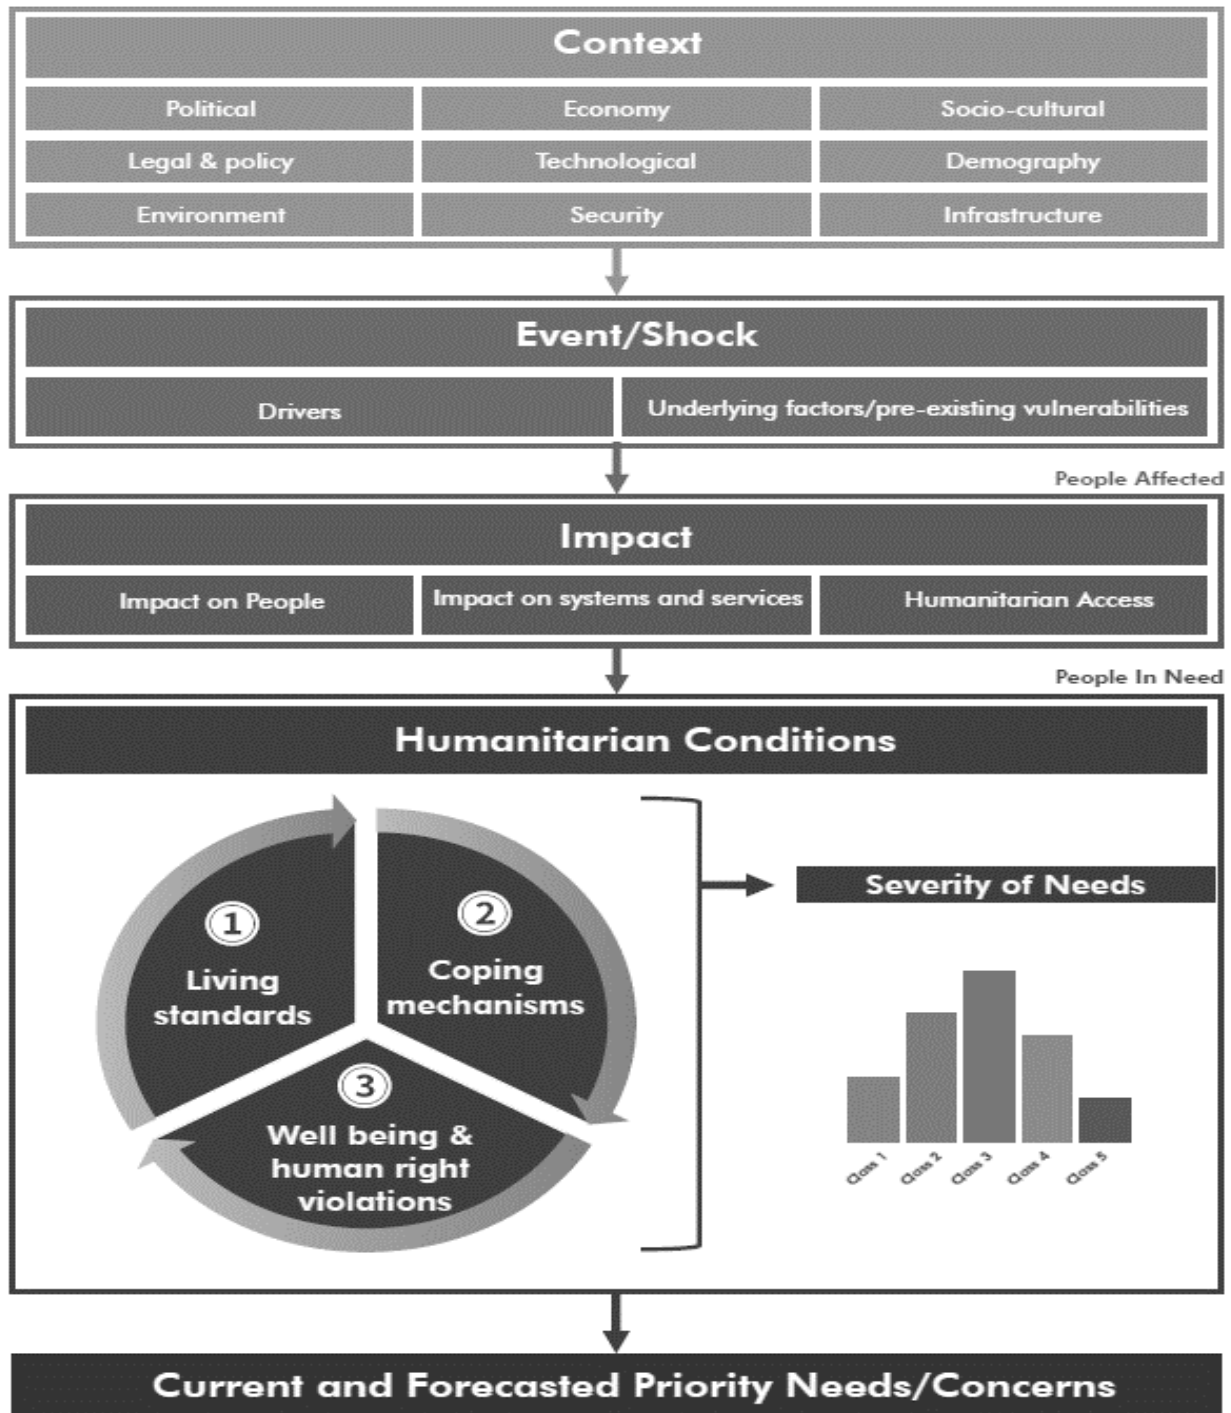 Context
Political
Economy
Socio-cultural
Legal & policy
Technological
Demography
Environment
Security
Infrastructure
Event/Shock
Drivers
Underlying factors/pre-existing vulnerabilities
People Affected
Impact
Impact on People
Impact on systems and services
Humanitarian Access
People In Need
Humanitarian Conditions
1
Living
standards
2
Coping
mechanisms
3
Well being &
human right
violations
Severity of Needs
Class 1
Class 2
Class 3
Class 4
Class 5
Current and Forecasted Priority Needs/Concerns